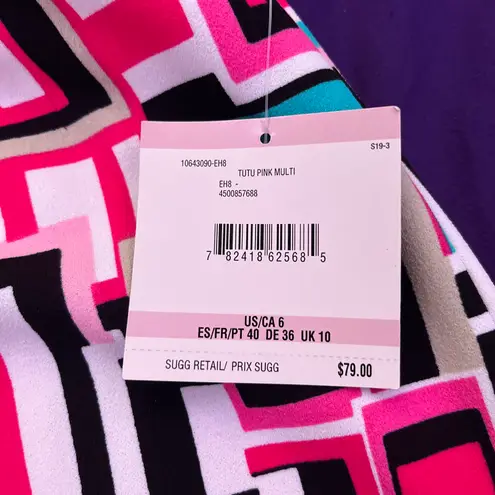 S19-3
10643090-EH8
TUTU PINK MULTI
EH8 -
4500857688
7 82418 62568 5
US/CA 6
ES/FR/PT 40 DE 36 UK 10
SUGG RETAIL/ PRIX SUGG $79.00